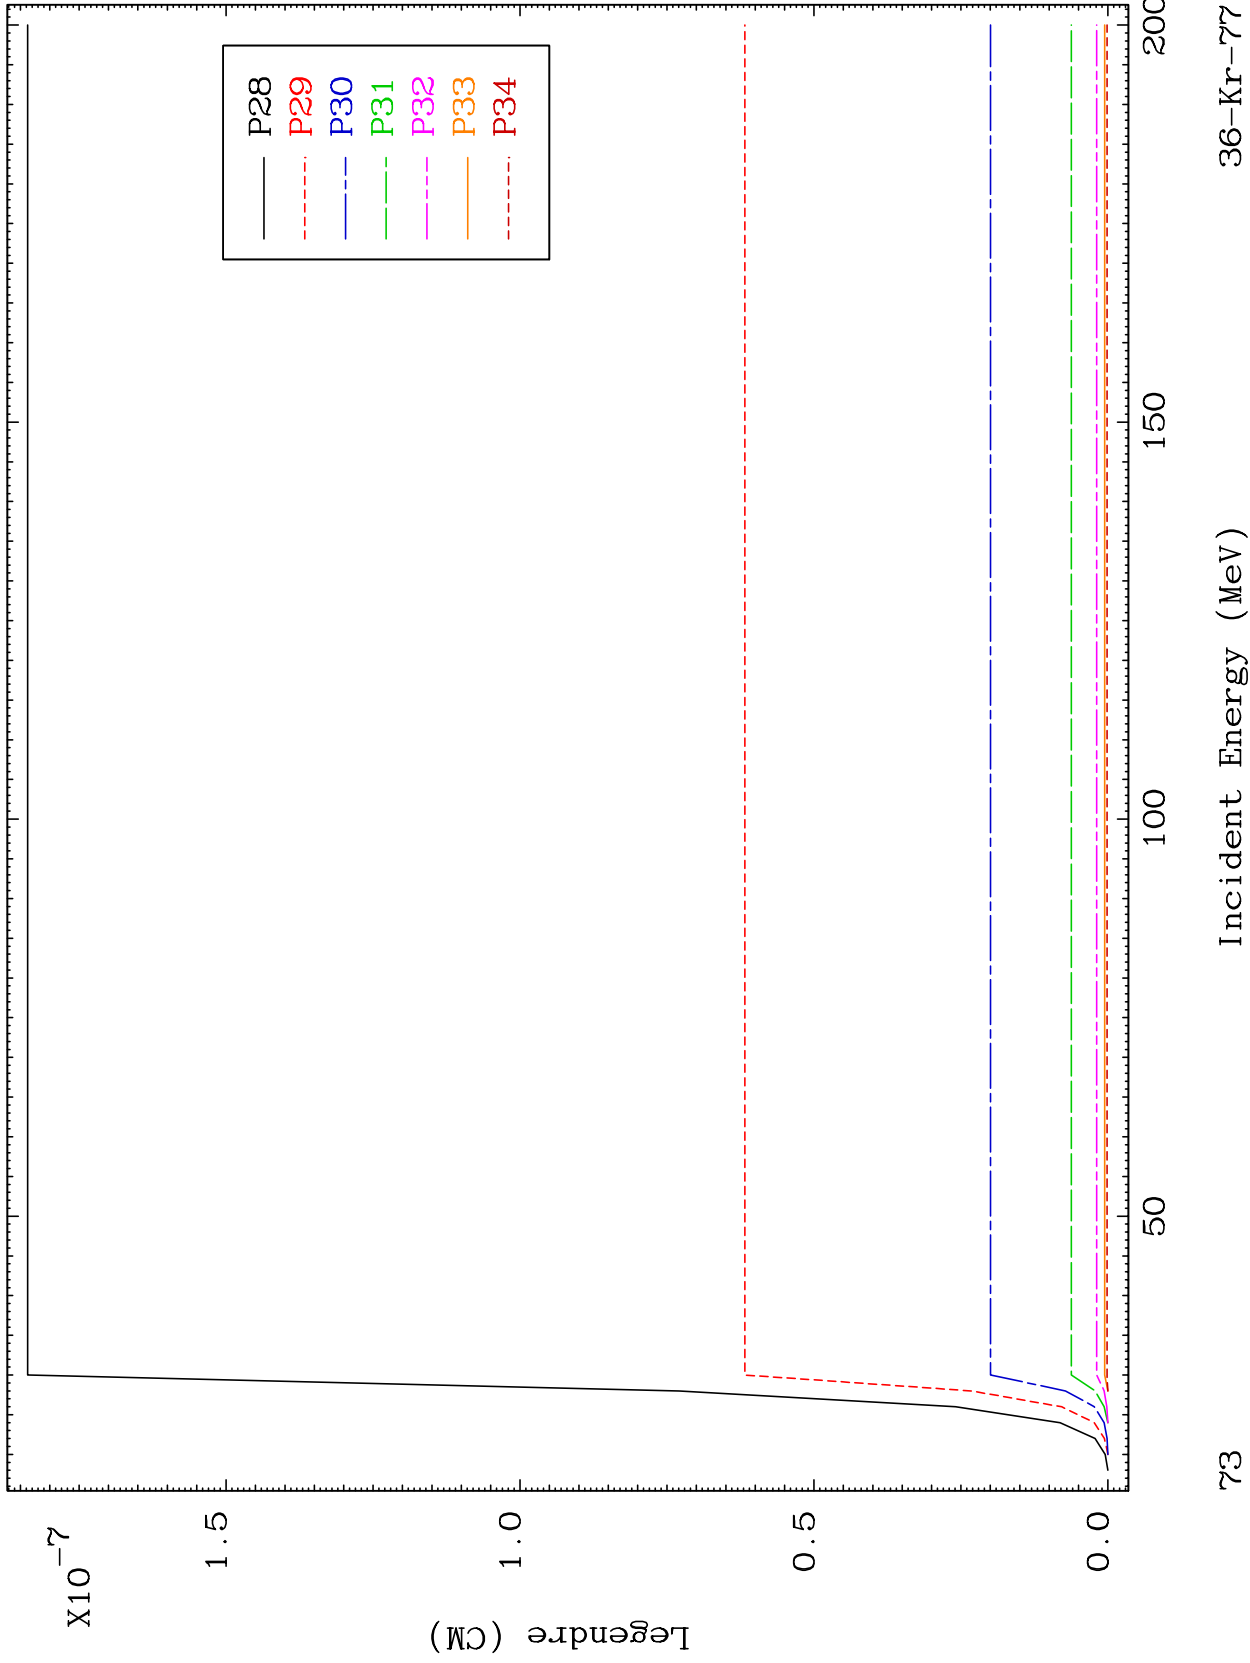 X10-7
1.5
1.0
0.5
0.0
Legendre (CM)
P28
P29
P30
P31
P32
P33
P34
50
100
150
200
73
Incident Energy (MeV)
36-Kr-77